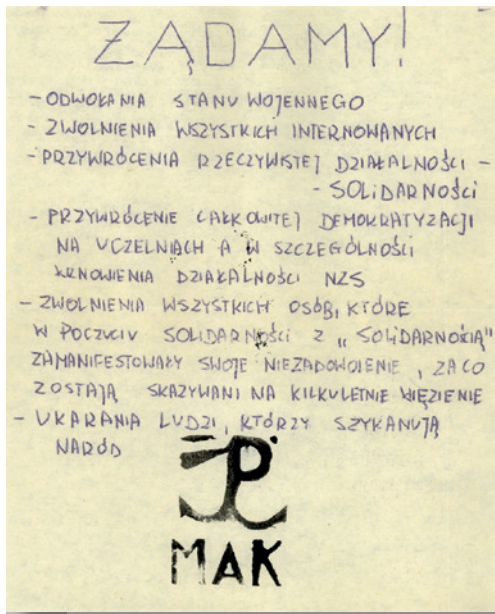 ŻĄDAMY!
- ODWOŁANIA STANU WOJENNEGO
- ZWOLNIENIA WSZYSTKICH INTERNOWANYCH
- PRZYWRÓCENIA RZECZYWISTEJ DZIAŁALNOŚCI -
- SOLiDARNOŚCi
- PRZYWRÓCENIE CAŁKOWITEJ DEMOKRATYZACJI
NA UCZELNIACH A W SZCZEGÓLNOŚCI
WZNOWIENIA DZIAŁALNOŚCi NZS
- ZWOLNIENIA WSZYSTKICH OSÓB, KTÓRE
W POCZUCIU SOLIDARNOŚCi Z „SOLiDARNOŚCIĄ"
ZAMANIFESTOWAŁY SWOJE NIEZADOWOLENIE, ZA CO
ZOSTAJĄ SKAZYWANI NA KILKULETNIE WIĘZIENIE
- UKARANIA LUDZI, KTÓRZY SZYKANUJĄ
NARÓD
MAK